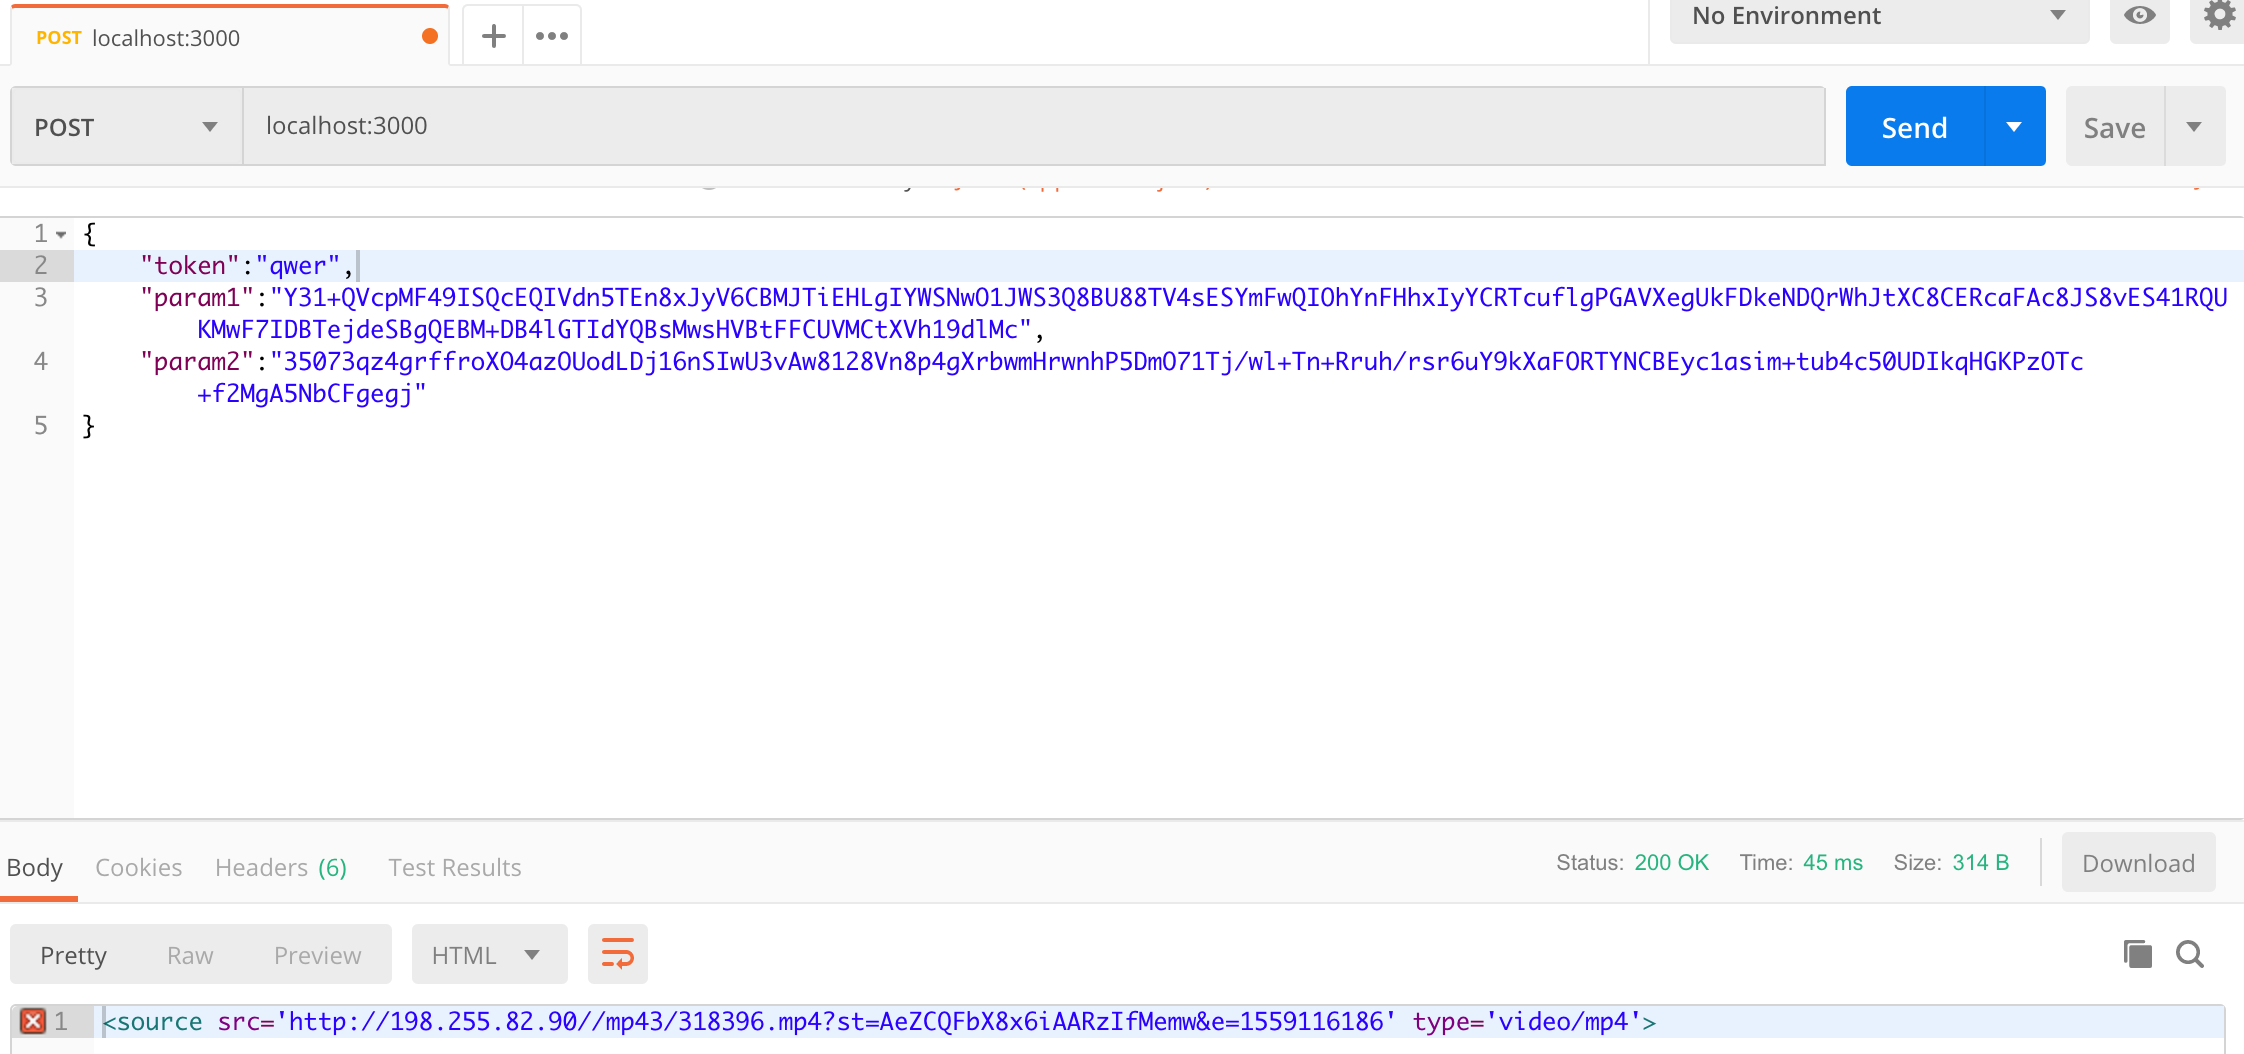 POST localhost:3000
No Environment
POST localhost:3000 Send Save
1 {
2 "token":"qwer",
3 "param1":"Y31+QVcpMF49ISQcEQIVdn5TEn8xJyV6CBMJTiEHLgIYWSNwO1JWS3Q8BU88TV4sESYmFwQIOhYnFHhxIyYCRTcuflgPGAVXegUkFDkeNDQrWhJtXC8CERcaFAc8JS8vES41RQU
KMwF7IDBTejdeSBgQEBM+DB4lGTIdYQBsMwsHVBtFFCUVMCtXVh19dlMc",
4 "param2":"35073qz4grffroXO4azOUodLDj16nSIwU3vAw8128Vn8p4gXrbwmHrwnhP5DmO71Tj/wl+Tn+Rruh/rsr6uY9kXaFORTYNCBEyc1asim+tub4c50UDIkqHGKPzOTc
+f2MgA5NbCFgegj"
5 }
Body Cookies Headers (6) Test Results Status: 200 OK Time: 45 ms Size: 314 B Download
Pretty Raw Preview HTML
1 <source src='http://198.255.82.90//mp43/318396.mp4?st=AeZCQFbX8x6iAARzIfMemw&e=1559116186' type='video/mp4'>